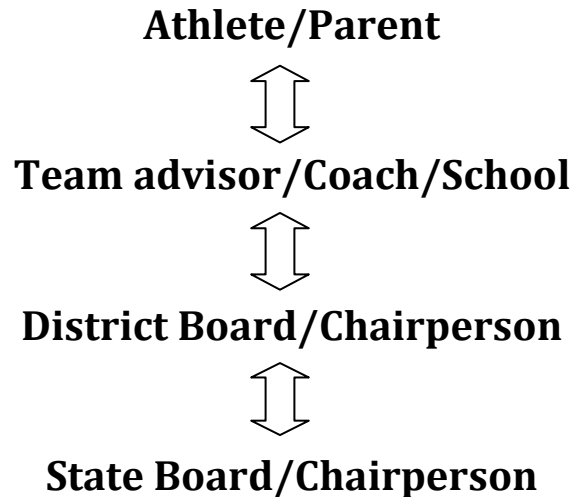 Athlete/Parent
Team advisor/Coach/School
District Board/Chairperson
State Board/Chairperson